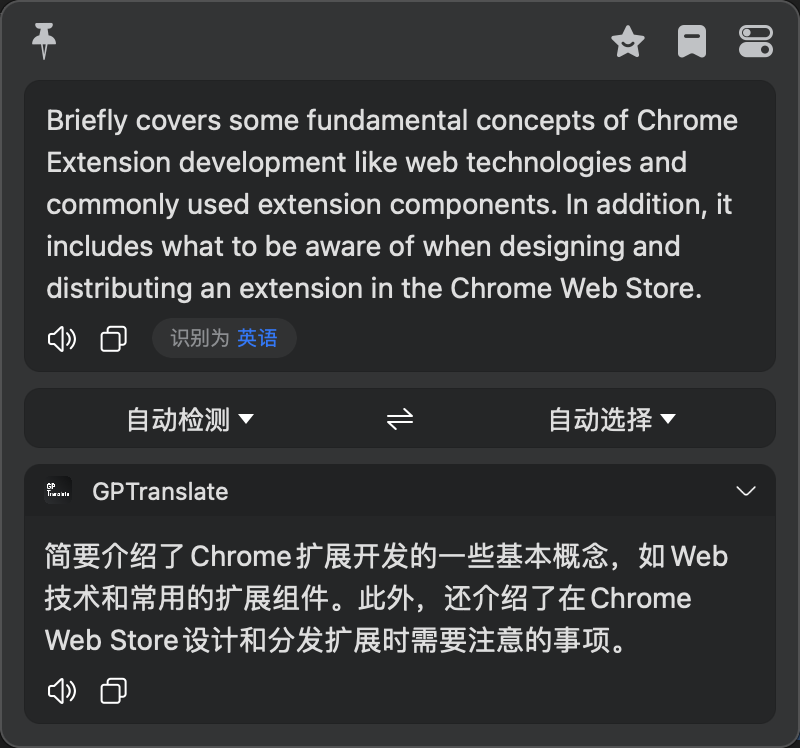 Briefly covers some fundamental concepts of Chrome
Extension development like web technologies and
commonly used extension components. In addition, it
includes what to be aware of when designing and
distributing an extension in the Chrome Web Store.
识别为 英语
自动检测
自动选择
GP
Translate
GPTranslate
简要介绍了Chrome扩展开发的一些基本概念，如Web
技术和常用的扩展组件。此外，还介绍了在Chrome
Web Store设计和分发扩展时需要注意的事项。